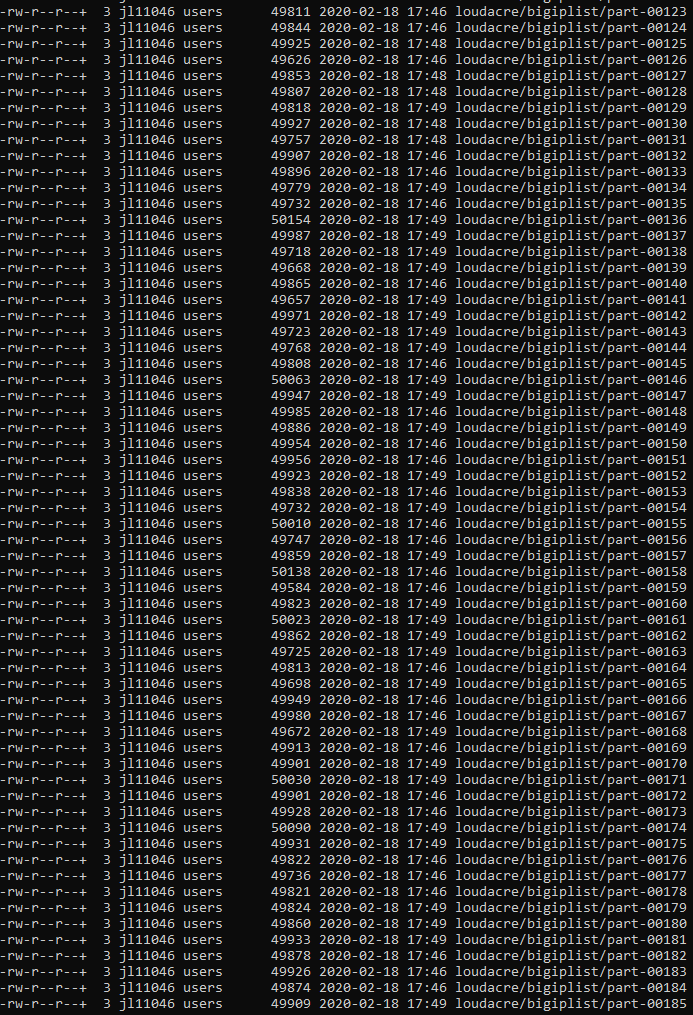 -rw-r--r--+  3 jl11046 users      49811 2020-02-18 17:46 loudacre/bigiplist/part-00123
-rw-r--r--+  3 jl11046 users      49844 2020-02-18 17:46 loudacre/bigiplist/part-00124
-rw-r--r--+  3 jl11046 users      49925 2020-02-18 17:48 loudacre/bigiplist/part-00125
-rw-r--r--+  3 jl11046 users      49626 2020-02-18 17:46 loudacre/bigiplist/part-00126
-rw-r--r--+  3 jl11046 users      49853 2020-02-18 17:48 loudacre/bigiplist/part-00127
-rw-r--r--+  3 jl11046 users      49807 2020-02-18 17:48 loudacre/bigiplist/part-00128
-rw-r--r--+  3 jl11046 users      49818 2020-02-18 17:49 loudacre/bigiplist/part-00129
-rw-r--r--+  3 jl11046 users      49927 2020-02-18 17:48 loudacre/bigiplist/part-00130
-rw-r--r--+  3 jl11046 users      49757 2020-02-18 17:48 loudacre/bigiplist/part-00131
-rw-r--r--+  3 jl11046 users      49907 2020-02-18 17:46 loudacre/bigiplist/part-00132
-rw-r--r--+  3 jl11046 users      49896 2020-02-18 17:46 loudacre/bigiplist/part-00133
-rw-r--r--+  3 jl11046 users      49779 2020-02-18 17:49 loudacre/bigiplist/part-00134
-rw-r--r--+  3 jl11046 users      49732 2020-02-18 17:46 loudacre/bigiplist/part-00135
-rw-r--r--+  3 jl11046 users      50154 2020-02-18 17:49 loudacre/bigiplist/part-00136
-rw-r--r--+  3 jl11046 users      49987 2020-02-18 17:49 loudacre/bigiplist/part-00137
-rw-r--r--+  3 jl11046 users      49718 2020-02-18 17:49 loudacre/bigiplist/part-00138
-rw-r--r--+  3 jl11046 users      49668 2020-02-18 17:49 loudacre/bigiplist/part-00139
-rw-r--r--+  3 jl11046 users      49865 2020-02-18 17:46 loudacre/bigiplist/part-00140
-rw-r--r--+  3 jl11046 users      49657 2020-02-18 17:49 loudacre/bigiplist/part-00141
-rw-r--r--+  3 jl11046 users      49971 2020-02-18 17:49 loudacre/bigiplist/part-00142
-rw-r--r--+  3 jl11046 users      49723 2020-02-18 17:49 loudacre/bigiplist/part-00143
-rw-r--r--+  3 jl11046 users      49768 2020-02-18 17:49 loudacre/bigiplist/part-00144
-rw-r--r--+  3 jl11046 users      49808 2020-02-18 17:46 loudacre/bigiplist/part-00145
-rw-r--r--+  3 jl11046 users      50063 2020-02-18 17:49 loudacre/bigiplist/part-00146
-rw-r--r--+  3 jl11046 users      49947 2020-02-18 17:49 loudacre/bigiplist/part-00147
-rw-r--r--+  3 jl11046 users      49985 2020-02-18 17:46 loudacre/bigiplist/part-00148
-rw-r--r--+  3 jl11046 users      49886 2020-02-18 17:49 loudacre/bigiplist/part-00149
-rw-r--r--+  3 jl11046 users      49954 2020-02-18 17:46 loudacre/bigiplist/part-00150
-rw-r--r--+  3 jl11046 users      49956 2020-02-18 17:46 loudacre/bigiplist/part-00151
-rw-r--r--+  3 jl11046 users      49923 2020-02-18 17:49 loudacre/bigiplist/part-00152
-rw-r--r--+  3 jl11046 users      49838 2020-02-18 17:46 loudacre/bigiplist/part-00153
-rw-r--r--+  3 jl11046 users      49732 2020-02-18 17:49 loudacre/bigiplist/part-00154
-rw-r--r--+  3 jl11046 users      50010 2020-02-18 17:46 loudacre/bigiplist/part-00155
-rw-r--r--+  3 jl11046 users      49747 2020-02-18 17:46 loudacre/bigiplist/part-00156
-rw-r--r--+  3 jl11046 users      49859 2020-02-18 17:49 loudacre/bigiplist/part-00157
-rw-r--r--+  3 jl11046 users      50138 2020-02-18 17:46 loudacre/bigiplist/part-00158
-rw-r--r--+  3 jl11046 users      49584 2020-02-18 17:46 loudacre/bigiplist/part-00159
-rw-r--r--+  3 jl11046 users      49823 2020-02-18 17:49 loudacre/bigiplist/part-00160
-rw-r--r--+  3 jl11046 users      50023 2020-02-18 17:49 loudacre/bigiplist/part-00161
-rw-r--r--+  3 jl11046 users      49862 2020-02-18 17:49 loudacre/bigiplist/part-00162
-rw-r--r--+  3 jl11046 users      49725 2020-02-18 17:49 loudacre/bigiplist/part-00163
-rw-r--r--+  3 jl11046 users      49813 2020-02-18 17:46 loudacre/bigiplist/part-00164
-rw-r--r--+  3 jl11046 users      49698 2020-02-18 17:49 loudacre/bigiplist/part-00165
-rw-r--r--+  3 jl11046 users      49949 2020-02-18 17:46 loudacre/bigiplist/part-00166
-rw-r--r--+  3 jl11046 users      49980 2020-02-18 17:46 loudacre/bigiplist/part-00167
-rw-r--r--+  3 jl11046 users      49672 2020-02-18 17:49 loudacre/bigiplist/part-00168
-rw-r--r--+  3 jl11046 users      49913 2020-02-18 17:46 loudacre/bigiplist/part-00169
-rw-r--r--+  3 jl11046 users      49901 2020-02-18 17:49 loudacre/bigiplist/part-00170
-rw-r--r--+  3 jl11046 users      50030 2020-02-18 17:49 loudacre/bigiplist/part-00171
-rw-r--r--+  3 jl11046 users      49901 2020-02-18 17:46 loudacre/bigiplist/part-00172
-rw-r--r--+  3 jl11046 users      49928 2020-02-18 17:46 loudacre/bigiplist/part-00173
-rw-r--r--+  3 jl11046 users      50090 2020-02-18 17:49 loudacre/bigiplist/part-00174
-rw-r--r--+  3 jl11046 users      49931 2020-02-18 17:49 loudacre/bigiplist/part-00175
-rw-r--r--+  3 jl11046 users      49822 2020-02-18 17:46 loudacre/bigiplist/part-00176
-rw-r--r--+  3 jl11046 users      49736 2020-02-18 17:46 loudacre/bigiplist/part-00177
-rw-r--r--+  3 jl11046 users      49821 2020-02-18 17:46 loudacre/bigiplist/part-00178
-rw-r--r--+  3 jl11046 users      49824 2020-02-18 17:49 loudacre/bigiplist/part-00179
-rw-r--r--+  3 jl11046 users      49860 2020-02-18 17:49 loudacre/bigiplist/part-00180
-rw-r--r--+  3 jl11046 users      49933 2020-02-18 17:49 loudacre/bigiplist/part-00181
-rw-r--r--+  3 jl11046 users      49878 2020-02-18 17:46 loudacre/bigiplist/part-00182
-rw-r--r--+  3 jl11046 users      49926 2020-02-18 17:46 loudacre/bigiplist/part-00183
-rw-r--r--+  3 jl11046 users      49874 2020-02-18 17:46 loudacre/bigiplist/part-00184
-rw-r--r--+  3 jl11046 users      49909 2020-02-18 17:49 loudacre/bigiplist/part-00185